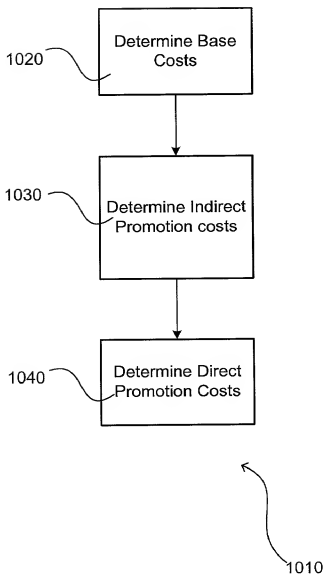 Determine Base
Costs
1020
1030
Determine Indirect
Promotion costs
Determine Direct
Promotion Costs
1040
1010